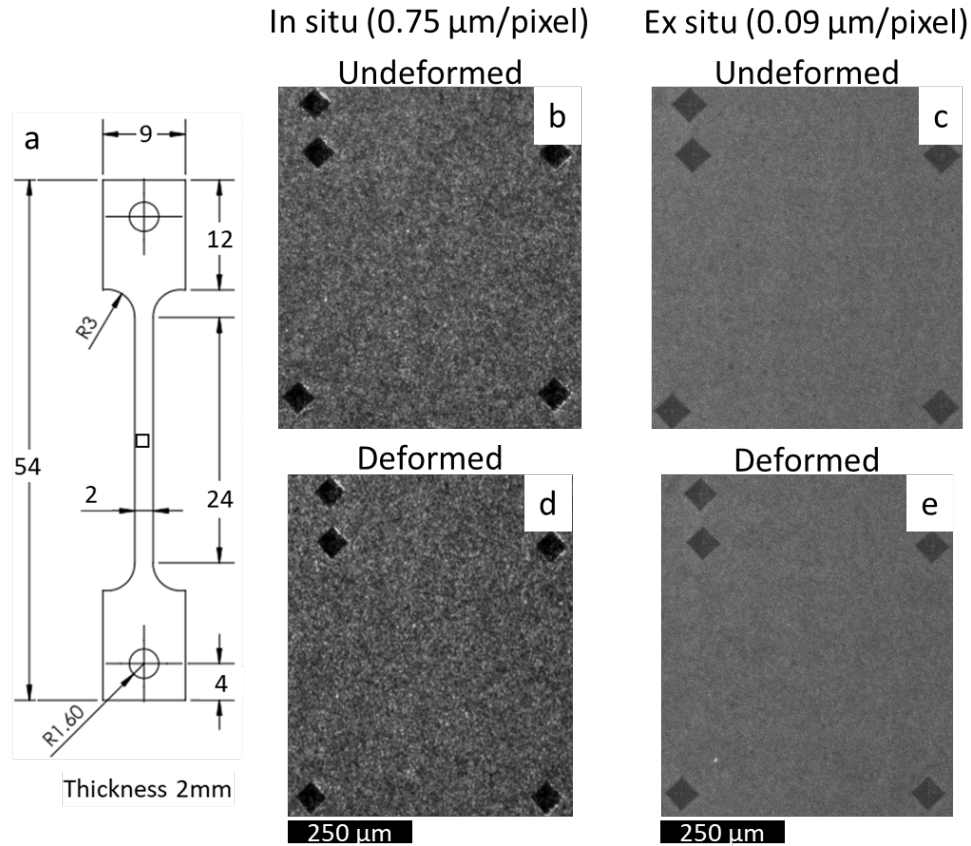 In situ (0.75 µm/pixel)
Ex situ (0.09 µm/pixel)
Undeformed
Undeformed
a
9
b
c
12
R3
Deformed
Deformed
54
2
24
d
e
4
R1.60
Thickness 2mm
250 µm
250 µm